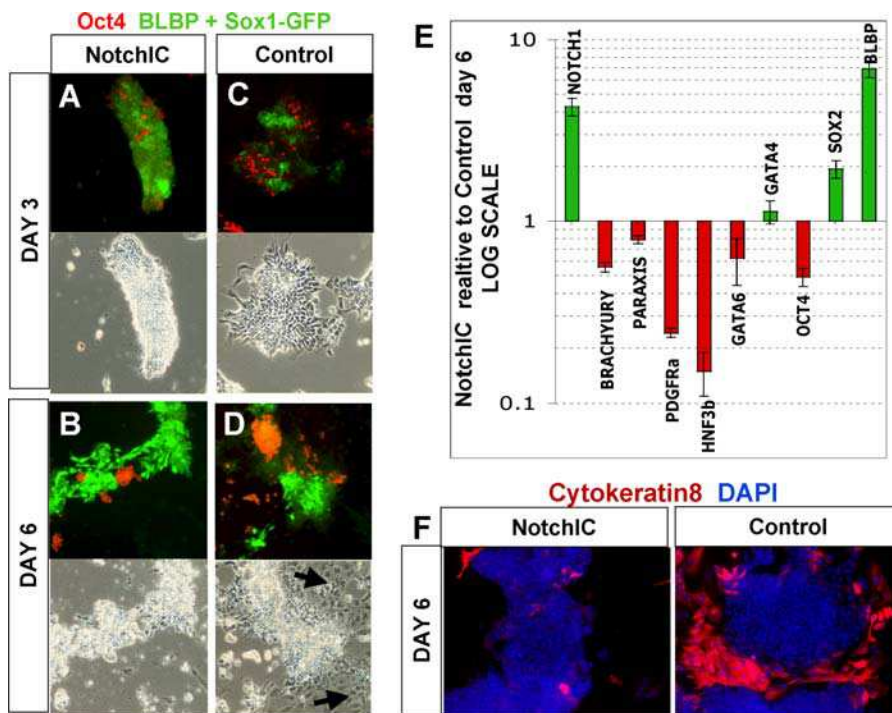 Oct4 BLBP + Sox1-GFP
NotchIC
Control
DAY 3
A
C
DAY 6
B
D
E
NotchIC realtive to Control day 6
LOG SCALE
10
1
0.1
NOTCH1
BRACHYURY
PARAXIS
PDGFRa
HNF3b
GATA6
GATA4
OCT4
SOX2
BLBP
Cytokeratin8 DAPI
F
NotchIC
Control
DAY 6